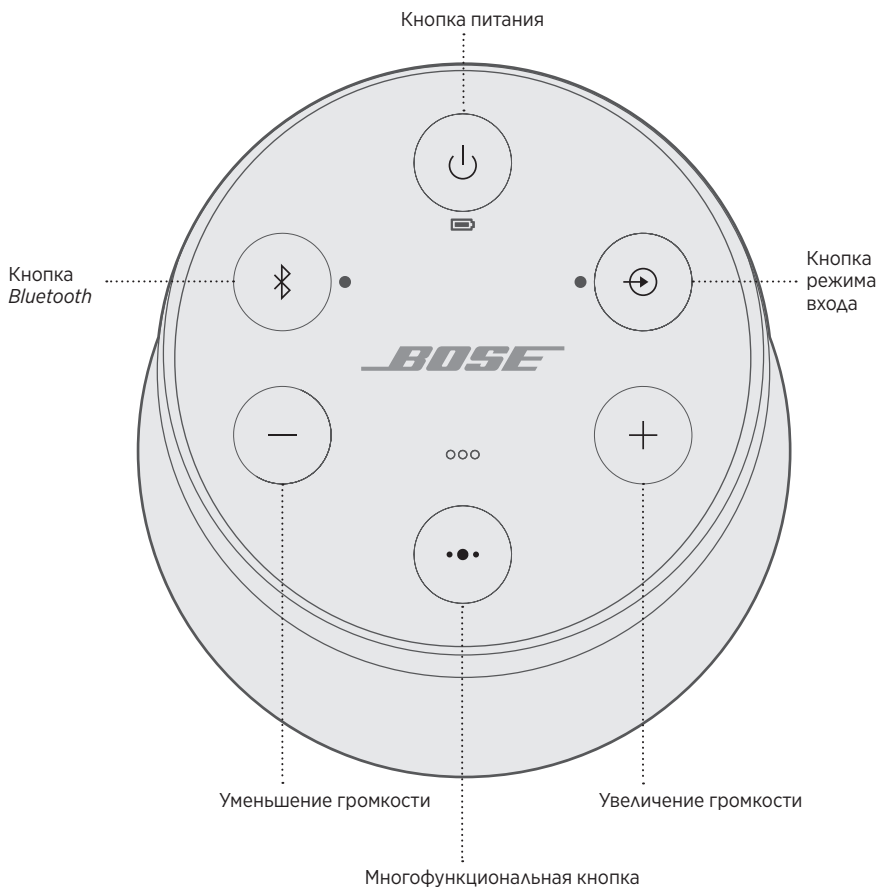 Кнопка питания
Кнопка
Bluetooth
Кнопка
режима
входа
BOSE
Уменьшение громкости
Увеличение громкости
Многофункциональная кнопка